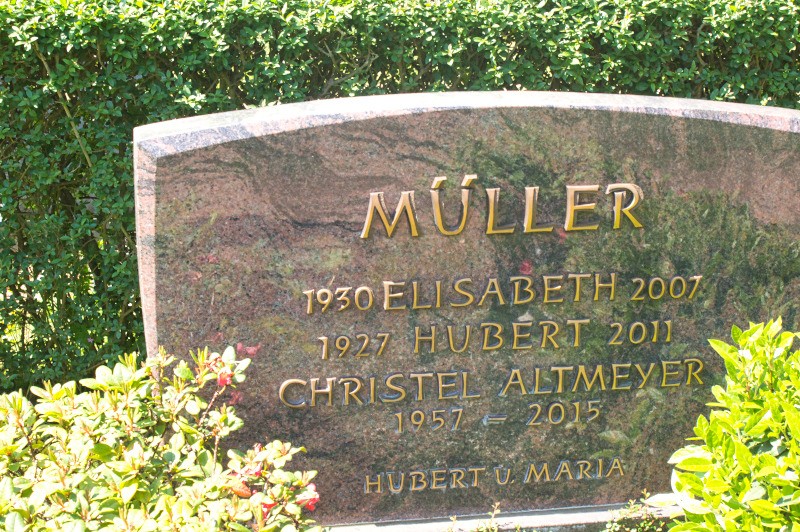 MÜLLER
1930 ELISABETH 2007
1927 HUBERT 2011
CHRISTEL ALTMEYER
1957 – 2015
HUBERT U. MARIA